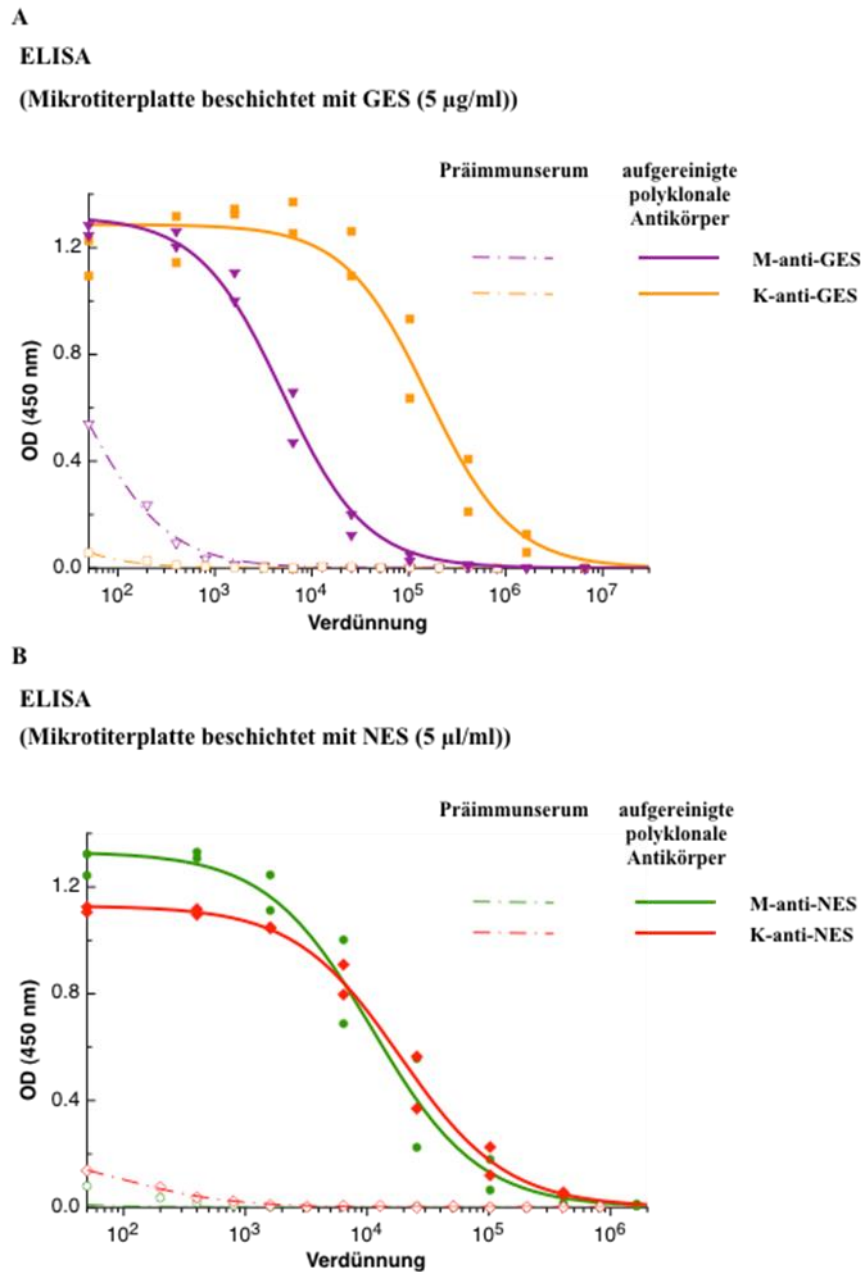 A
ELISA
(Mikrotiterplatte beschichtet mit GES (5 µg/ml))
Präimmunserum
aufgereinigte
polyklonale
Antikörper
M-anti-GES
K-anti-GES
OD (450 nm)
1.2
0.8
0.4
0.0
10² 10³ 10⁴ 10⁵ 10⁶ 10⁷
Verdünnung
B
ELISA
(Mikrotiterplatte beschichtet mit NES (5 µl/ml))
Präimmunserum
aufgereinigte
polyklonale
Antikörper
M-anti-NES
K-anti-NES
OD (450 nm)
1.2
0.8
0.4
0.0
10² 10³ 10⁴ 10⁵ 10⁶
Verdünnung